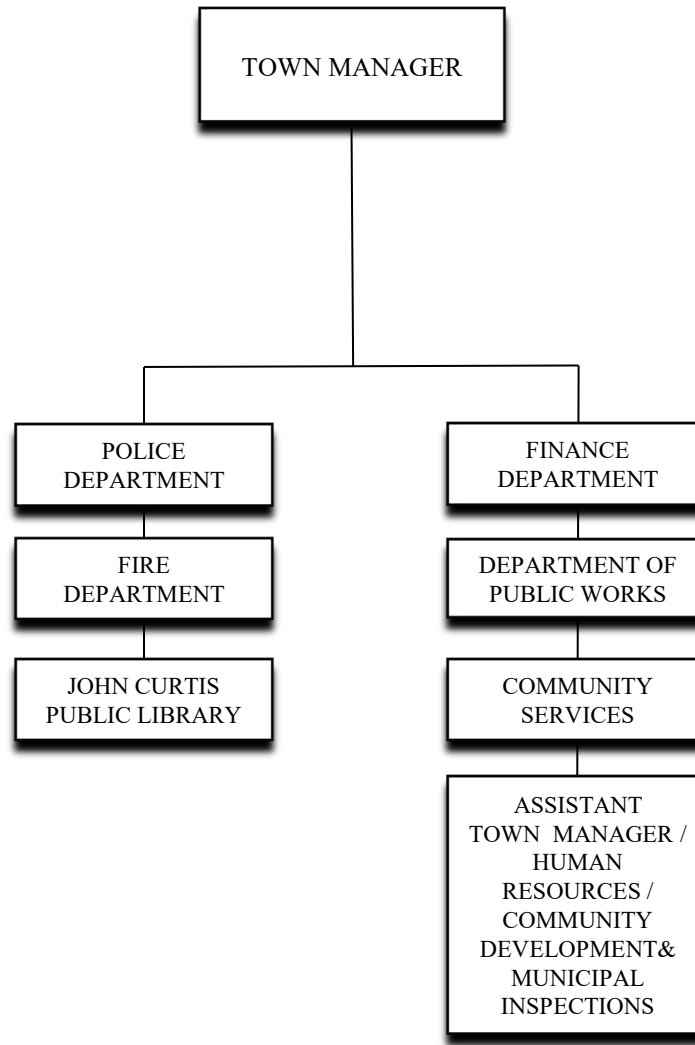 TOWN MANAGER
POLICE
DEPARTMENT
FIRE
DEPARTMENT
JOHN CURTIS
PUBLIC LIBRARY
FINANCE
DEPARTMENT
DEPARTMENT OF
PUBLIC WORKS
COMMUNITY
SERVICES
ASSISTANT
TOWN MANAGER /
HUMAN
RESOURCES /
COMMUNITY
DEVELOPMENT&
MUNICIPAL
INSPECTIONS